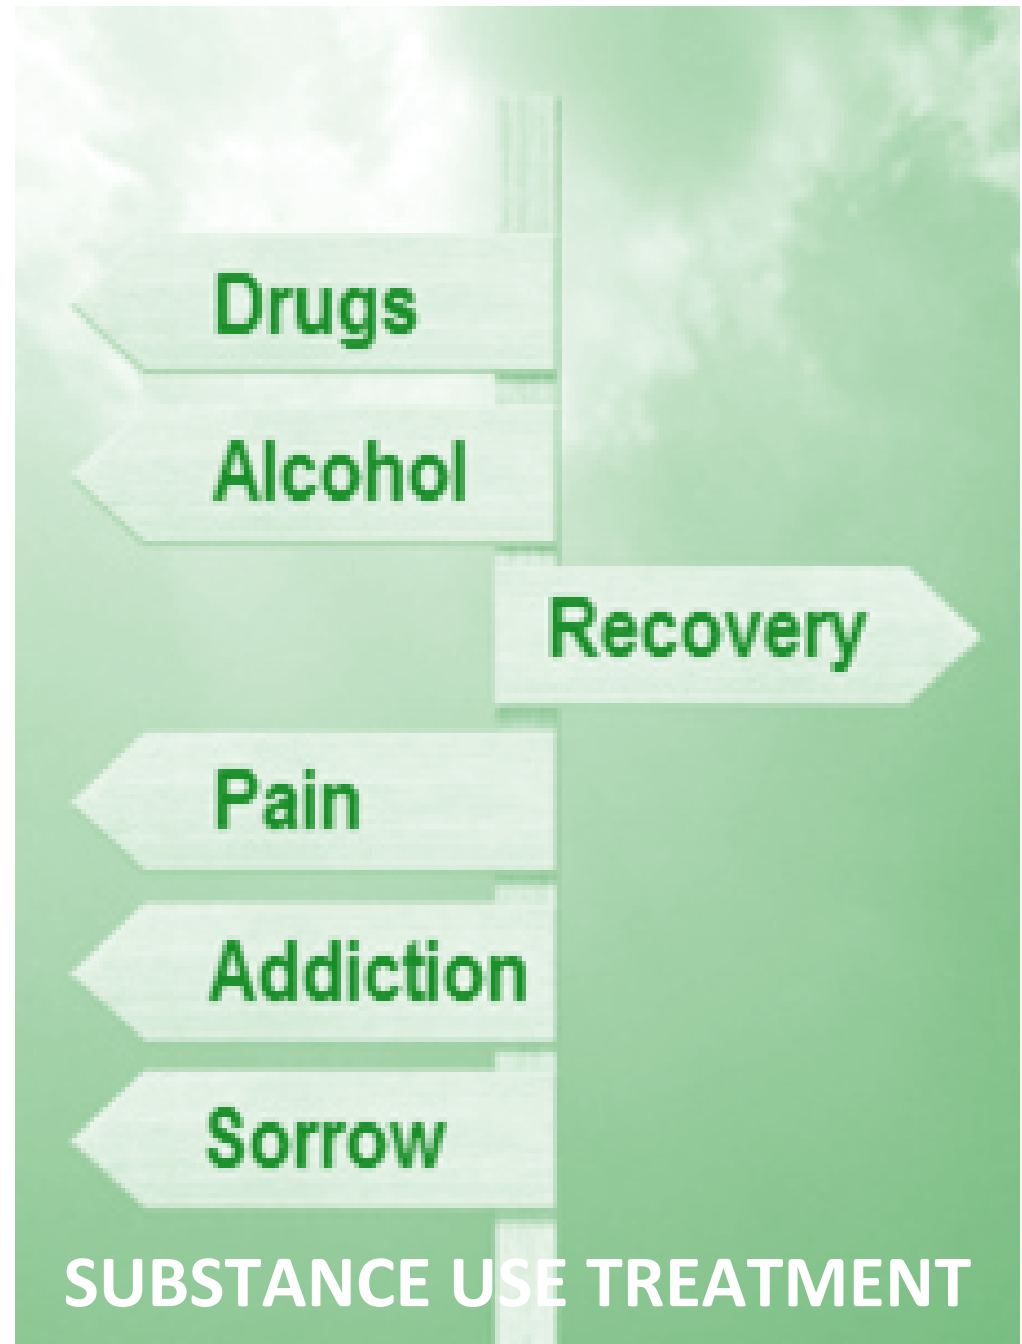 Drugs
Alcohol
Recovery
Pain
Addiction
Sorrow
SUBSTANCE USE TREATMENT